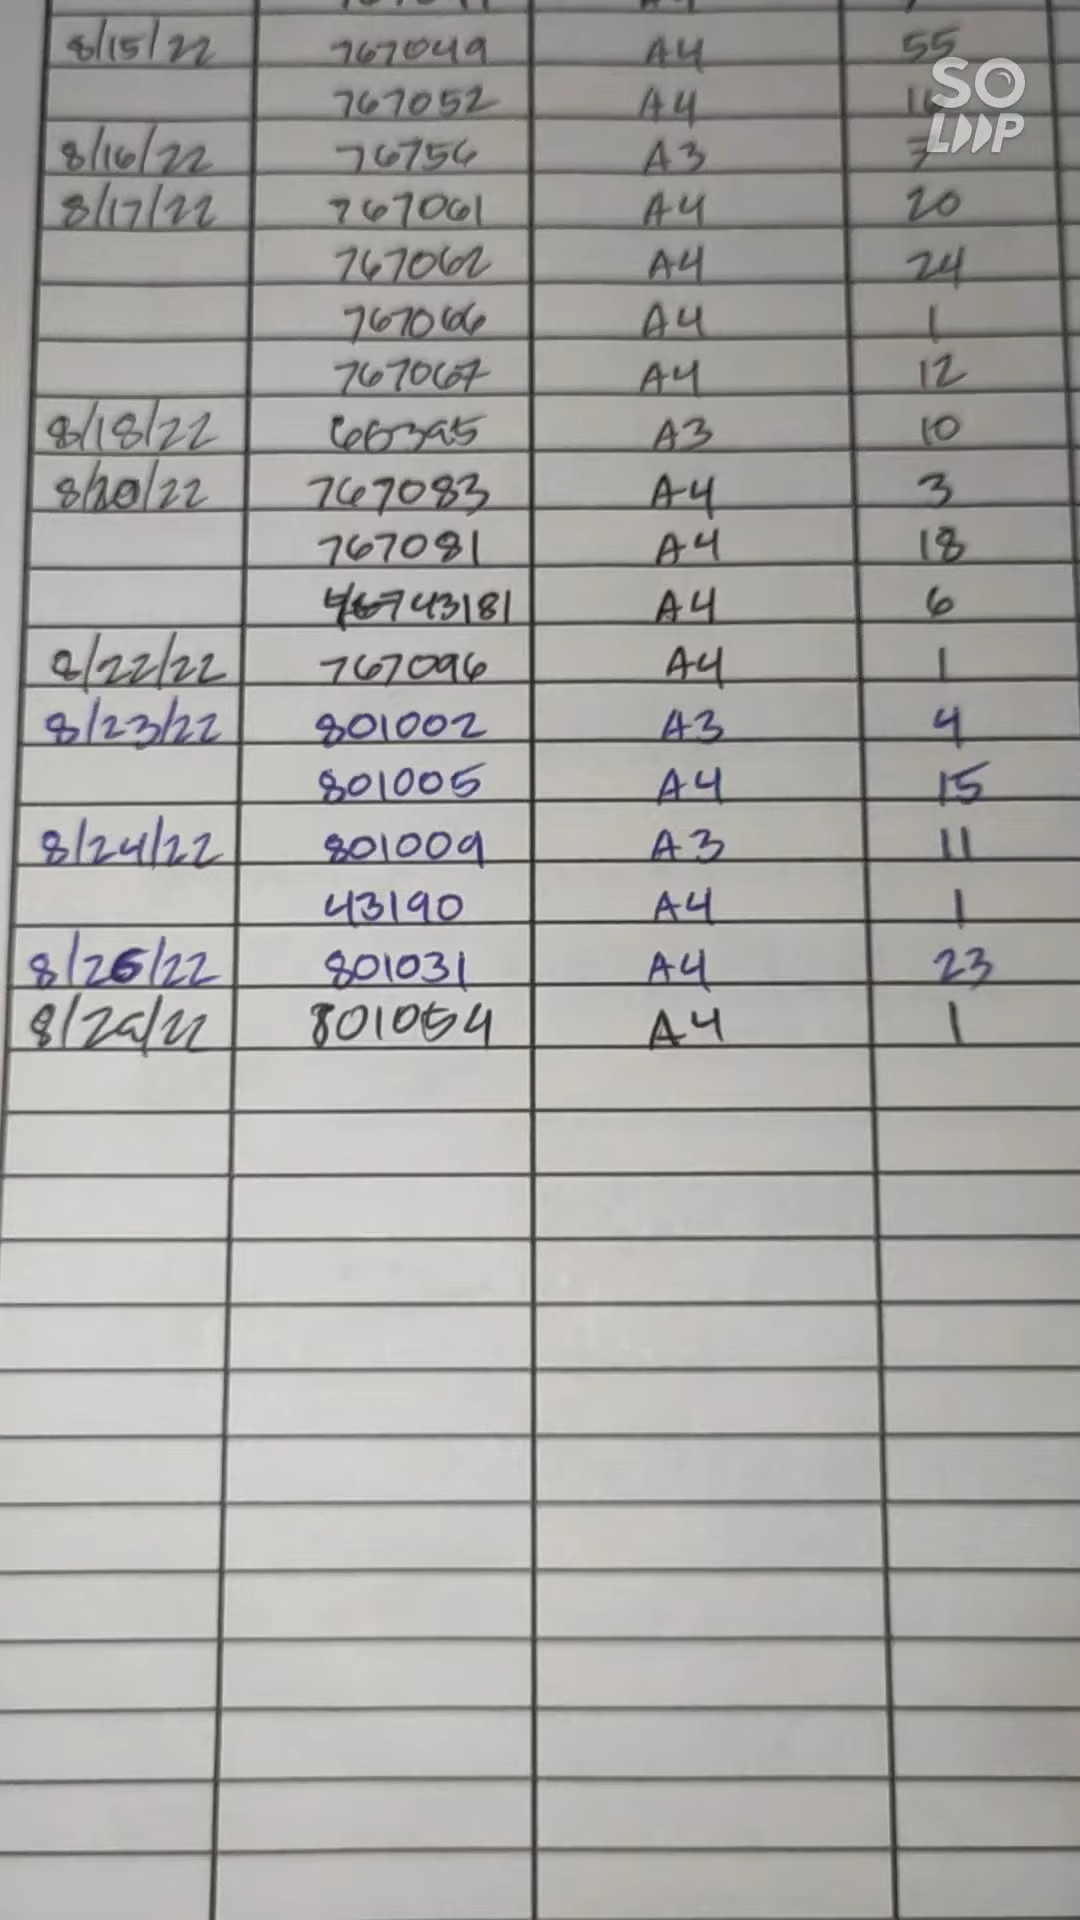 8/15/22 767049 A4 55
767052 A4 16
8/16/22 76756 A3 7
8/17/22 767061 A4 20
767062 A4 24
767066 A4 1
767067 A4 12
8/18/22 A3 10
8/20/22 767083 A4 3
767081 A4 18
43181 A4 6
8/22/22 767096 A4 1
8/23/22 801002 A3 4
801005 A4 15
8/24/22 801009 A3 11
43190 A4 1
8/26/22 801031 A4 23
8/29/22 801054 A4 1
SO
LOOP